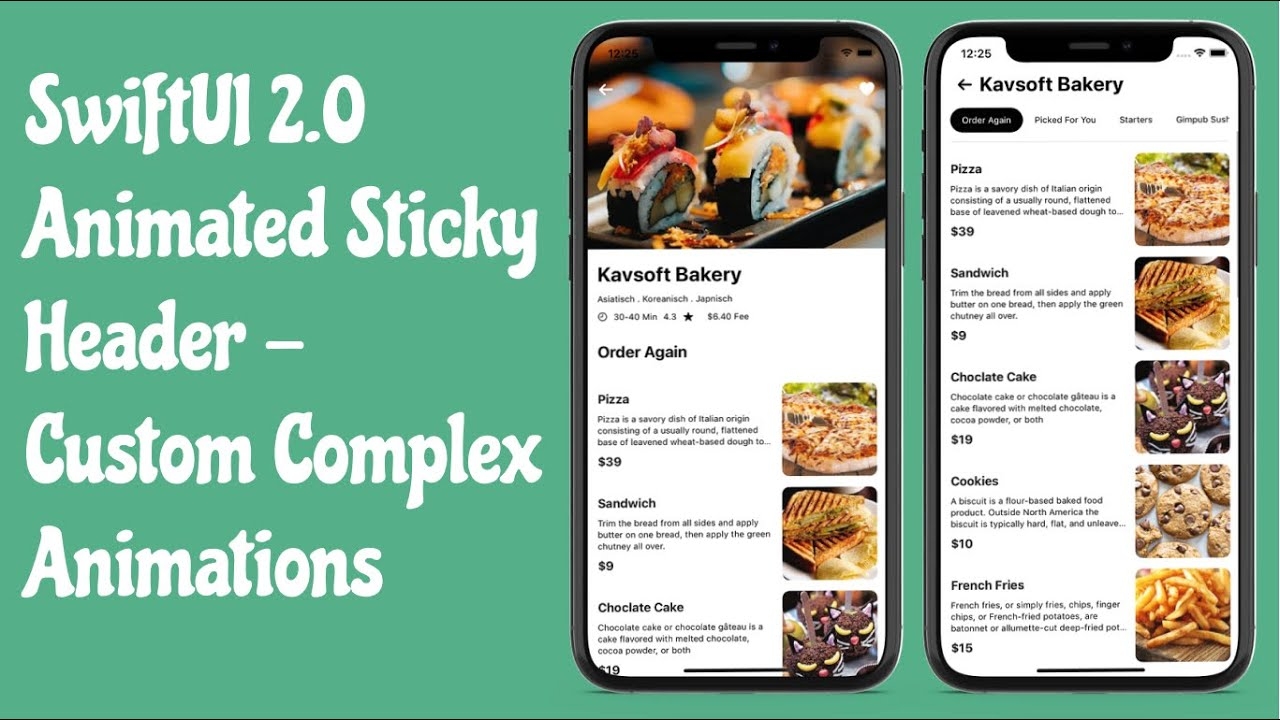 SwiftUI 2.0
Animated Sticky
Header -
Custom Complex
Animations
12:25
Kavsoft Bakery
Asiatisch . Koreanisch . Japnisch
30-40 Min 4.3 ★ $6.40 Fee
Order Again
Pizza
Pizza is a savory dish of Italian origin
consisting of a usually round, flattened
base of leavened wheat-based dough to...
$39
Sandwich
Trim the bread from all sides and apply
butter on one bread, then apply the green
chutney all over.
$9
Choclate Cake
Chocolate cake or chocolate gâteau is a
cake flavored with melted chocolate,
cocoa powder, or both
$19
12:25
Kavsoft Bakery
Order Again Picked For You Starters Gimpub Sush
Pizza
Pizza is a savory dish of Italian origin
consisting of a usually round, flattened
base of leavened wheat-based dough to...
$39
Sandwich
Trim the bread from all sides and apply
butter on one bread, then apply the green
chutney all over.
$9
Choclate Cake
Chocolate cake or chocolate gâteau is a
cake flavored with melted chocolate,
cocoa powder, or both
$19
Cookies
A biscuit is a flour-based baked food
product. Outside North America the
biscuit is typically hard, flat, and unleave...
$10
French Fries
French fries, or simply fries, chips, finger
chips, or French-fried potatoes, are
batonnet or allumette-cut deep-fried pot...
$15